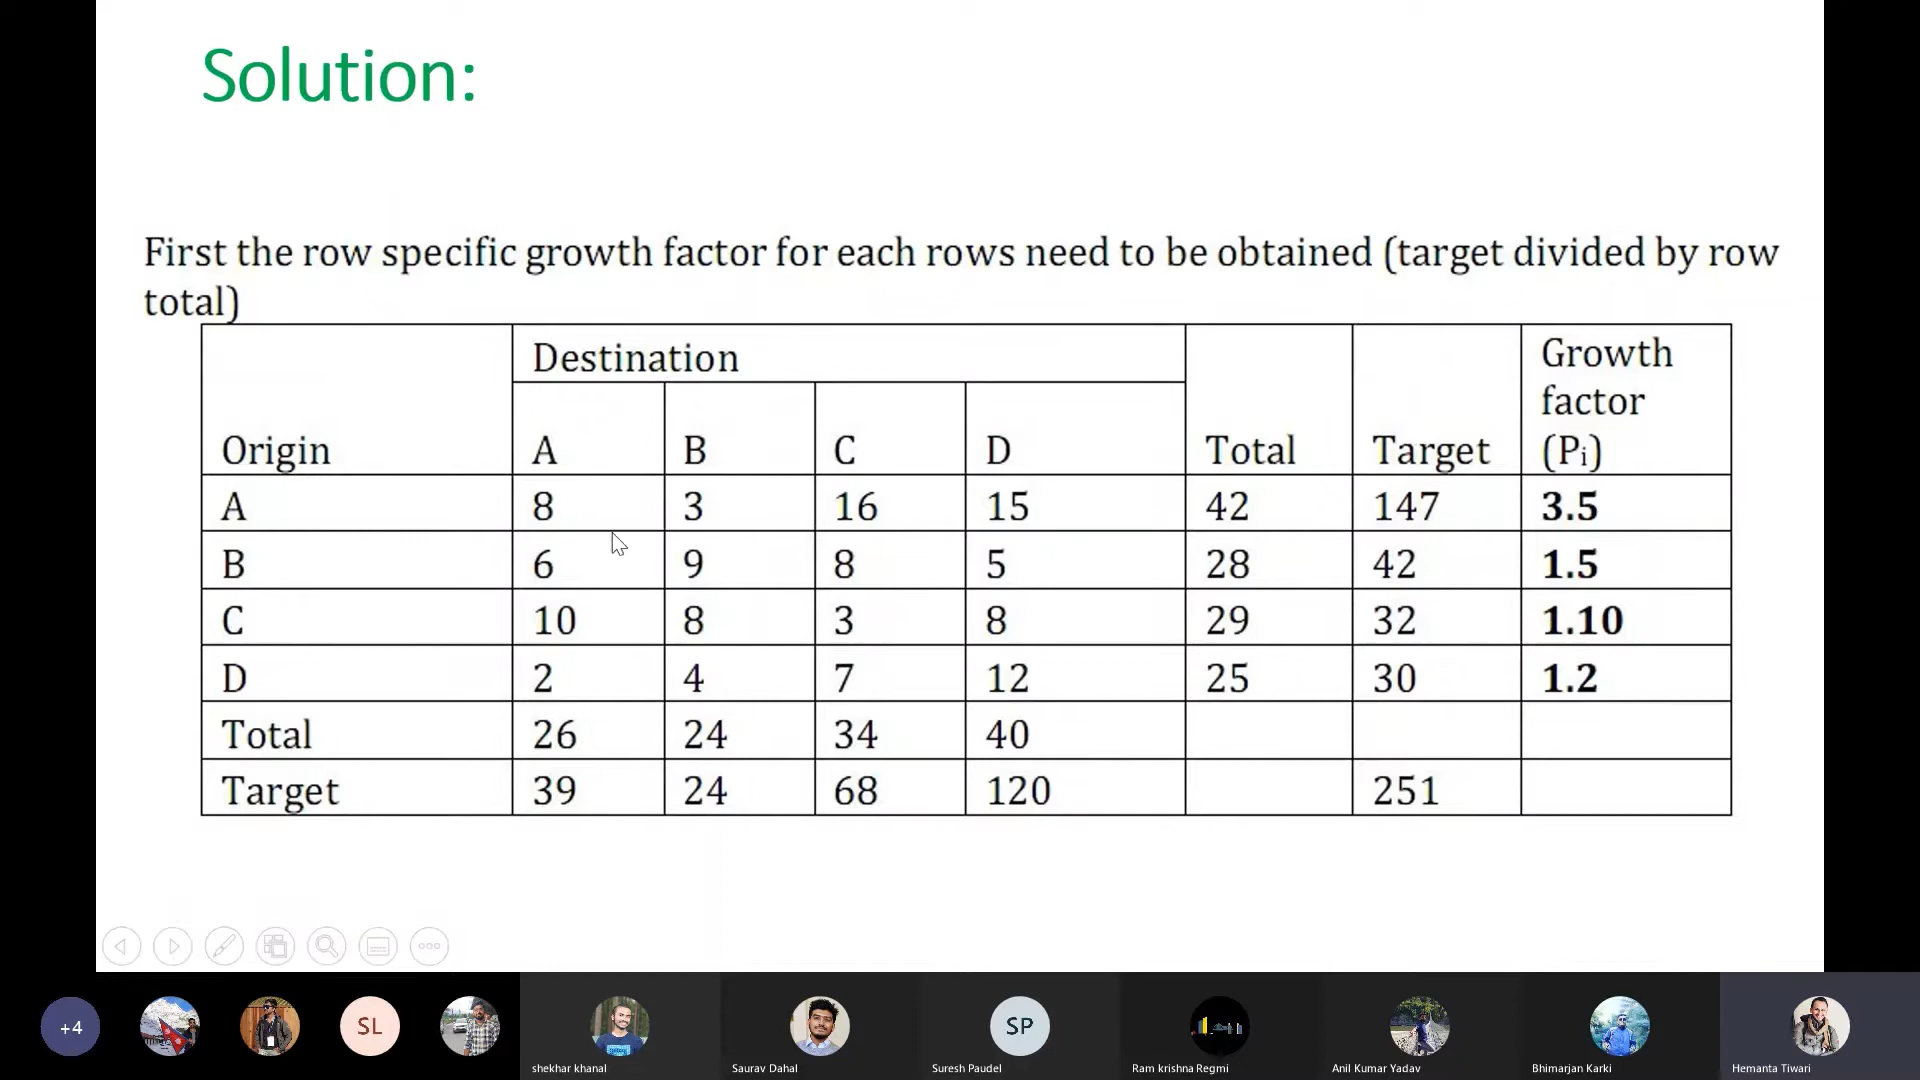 Solution:
First the row specific growth factor for each rows need to be obtained (target divided by row
total)
Origin Destination Total Target Growth factor (Pi)
A B C D
A 8 3 16 15 42 147 3.5
B 6 9 8 5 28 42 1.5
C 10 8 3 8 29 32 1.10
D 2 4 7 12 25 30 1.2
Total 26 24 34 40
Target 39 24 68 120 251
+4
SL
SP
shekhar khanal
Saurav Dahal
Suresh Paudel
Ram krishna Regmi
Anil Kumar Yadav
Bhimarjan Karki
Hemanta Tiwari